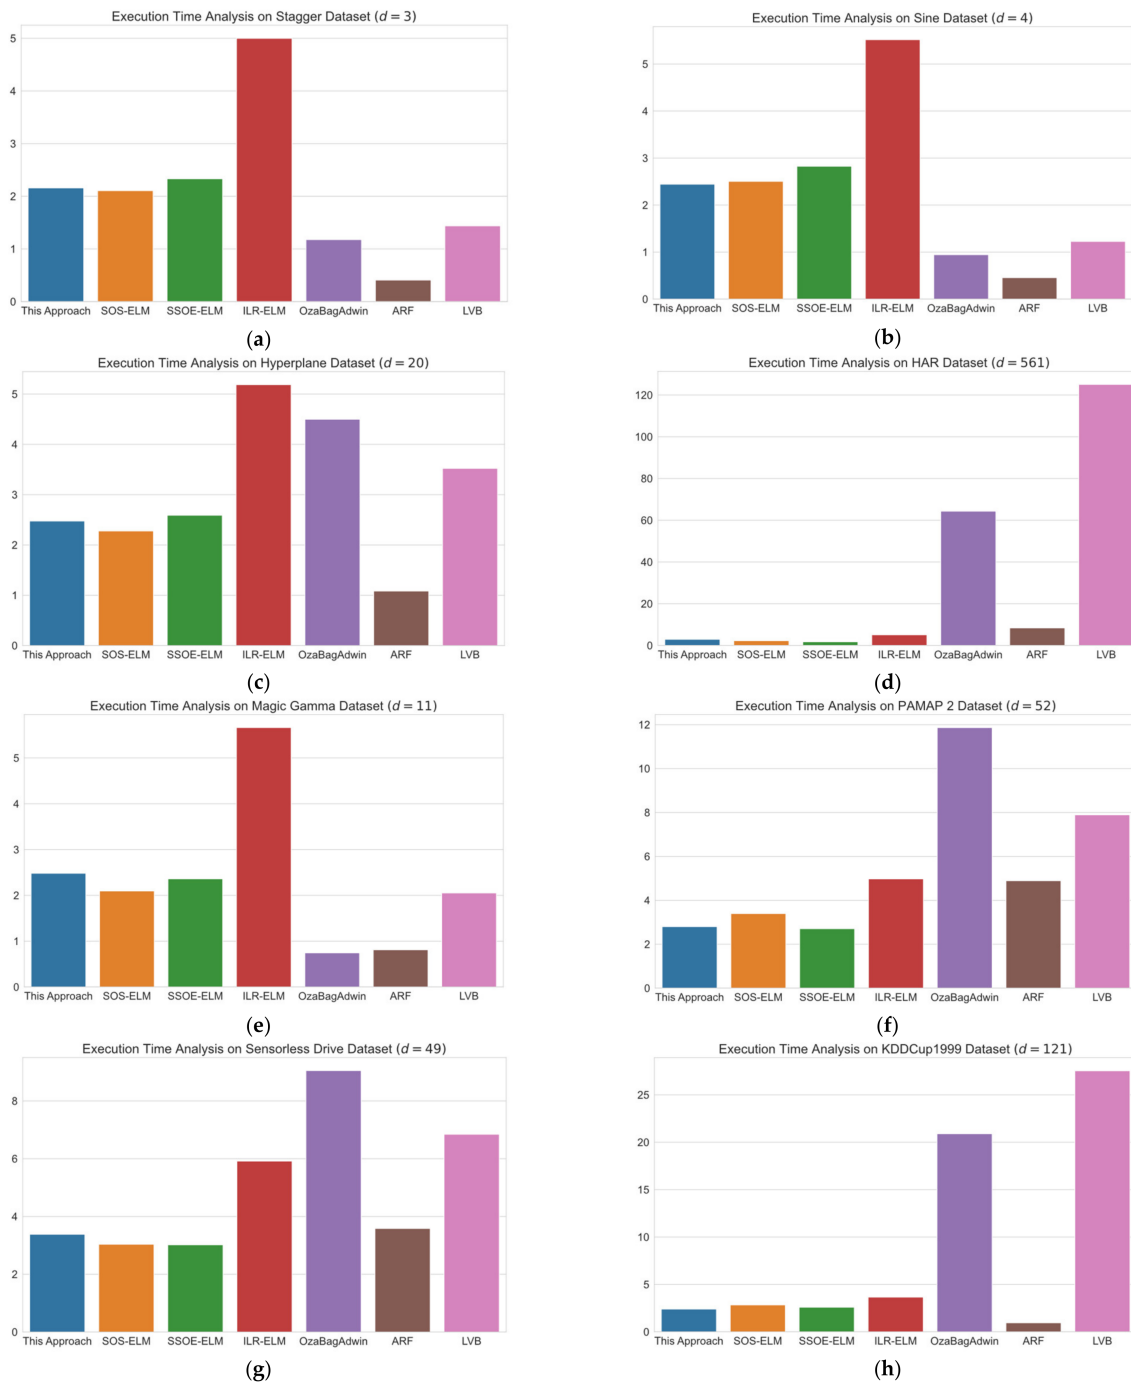 Execution Time Analysis on Stagger Dataset (d = 3)
5
4
3
2
1
0
This Approach SOS-ELM SSOE-ELM ILR-ELM OzaBagAdwin ARF LVB
(a)
Execution Time Analysis on Sine Dataset (d = 4)
5
4
3
2
1
0
This Approach SOS-ELM SSOE-ELM ILR-ELM OzaBagAdwin ARF LVB
(b)
Execution Time Analysis on Hyperplane Dataset (d = 20)
5
4
3
2
1
0
This Approach SOS-ELM SSOE-ELM ILR-ELM OzaBagAdwin ARF LVB
(c)
Execution Time Analysis on HAR Dataset (d = 561)
120
100
80
60
40
20
0
This Approach SOS-ELM SSOE-ELM ILR-ELM OzaBagAdwin ARF LVB
(d)
Execution Time Analysis on Magic Gamma Dataset (d = 11)
5
4
3
2
1
0
This Approach SOS-ELM SSOE-ELM ILR-ELM OzaBagAdwin ARF LVB
(e)
Execution Time Analysis on PAMAP 2 Dataset (d = 52)
12
10
8
6
4
2
0
This Approach SOS-ELM SSOE-ELM ILR-ELM OzaBagAdwin ARF LVB
(f)
Execution Time Analysis on Sensorless Drive Dataset (d = 49)
8
6
4
2
0
This Approach SOS-ELM SSOE-ELM ILR-ELM OzaBagAdwin ARF LVB
(g)
Execution Time Analysis on KDDCup1999 Dataset (d = 121)
25
20
15
10
5
0
This Approach SOS-ELM SSOE-ELM ILR-ELM OzaBagAdwin ARF LVB
(h)